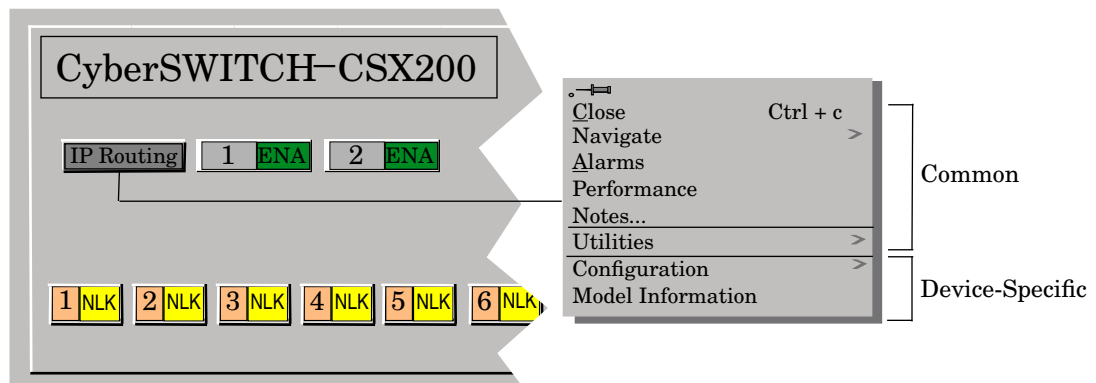 CyberSWITCH–CSX200
IP Routing 1 ENA 2 ENA
1 NLK 2 NLK 3 NLK 4 NLK 5 NLK 6 NLK
Close Ctrl + c
Navigate >
Alarms
Performance
Notes...
Utilities >
Configuration >
Model Information
Common
Device-Specific